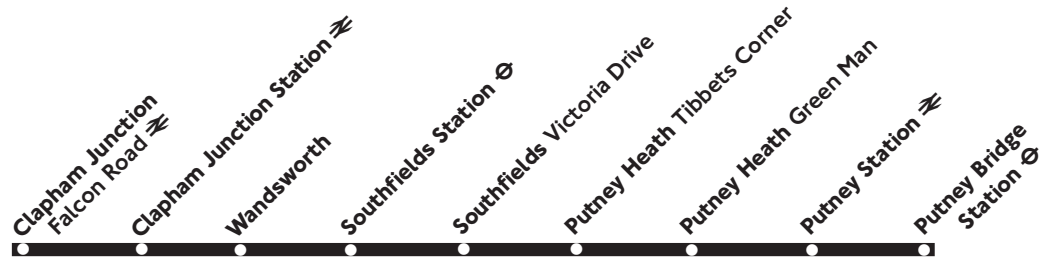 Clapham Junction
Falcon Road
Clapham Junction Station
Wandsworth
Southfields Station
Southfields Victoria Drive
Putney Heath Tibbets Corner
Putney Heath Green Man
Putney Station
Putney Bridge
Station